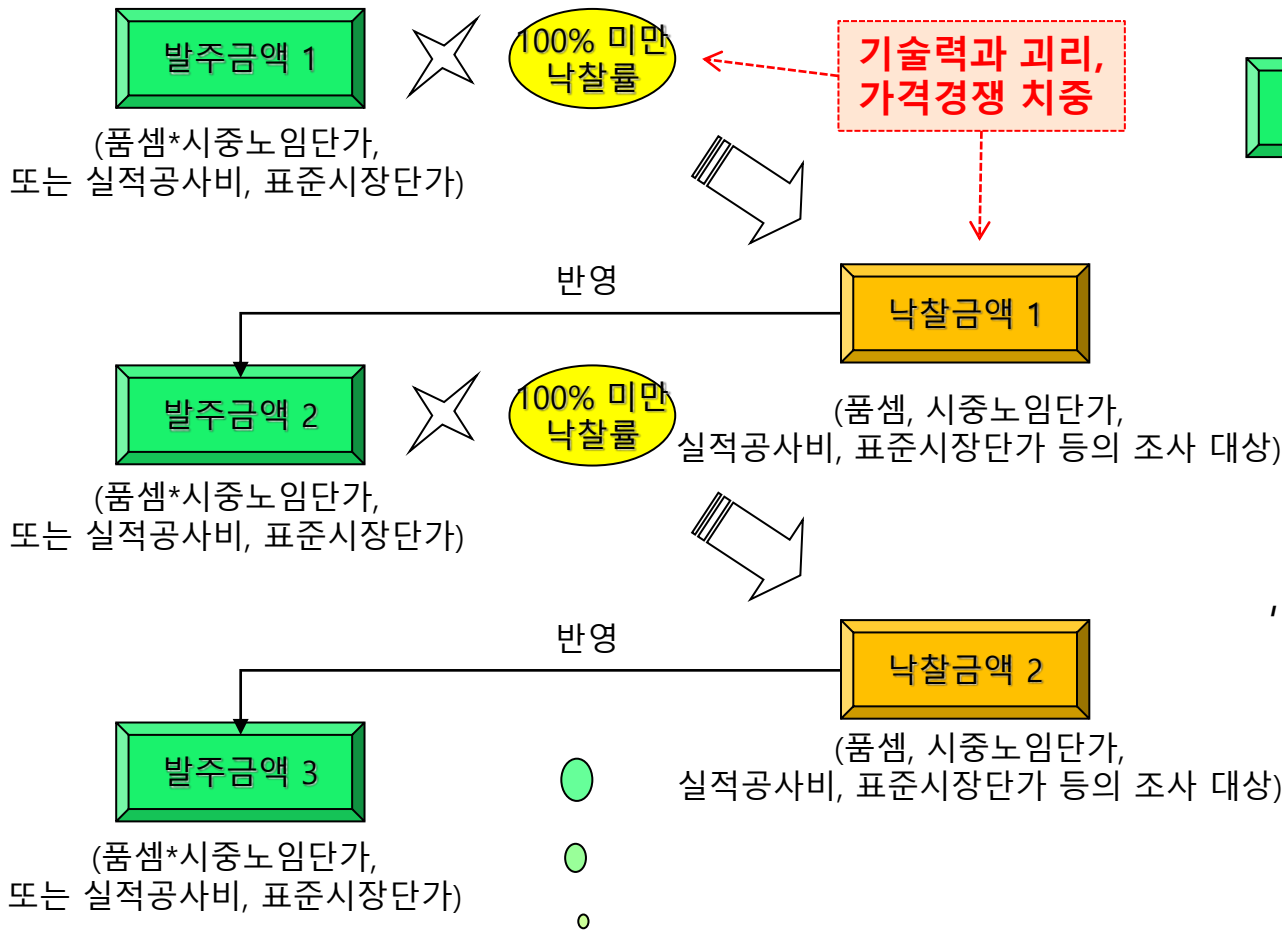 발주금액 1
100% 미만
낙찰률
기술력과 괴리,
가격경쟁 치중
(품셈*시중노임단가,
또는 실적공사비, 표준시장단가)
반영
낙찰금액 1
발주금액 2
100% 미만
낙찰률
(품셈, 시중노임단가,
실적공사비, 표준시장단가 등의 조사 대상)
(품셈*시중노임단가,
또는 실적공사비, 표준시장단가)
반영
낙찰금액 2
발주금액 3
(품셈, 시중노임단가,
실적공사비, 표준시장단가 등의 조사 대상)
(품셈*시중노임단가,
또는 실적공사비, 표준시장단가)